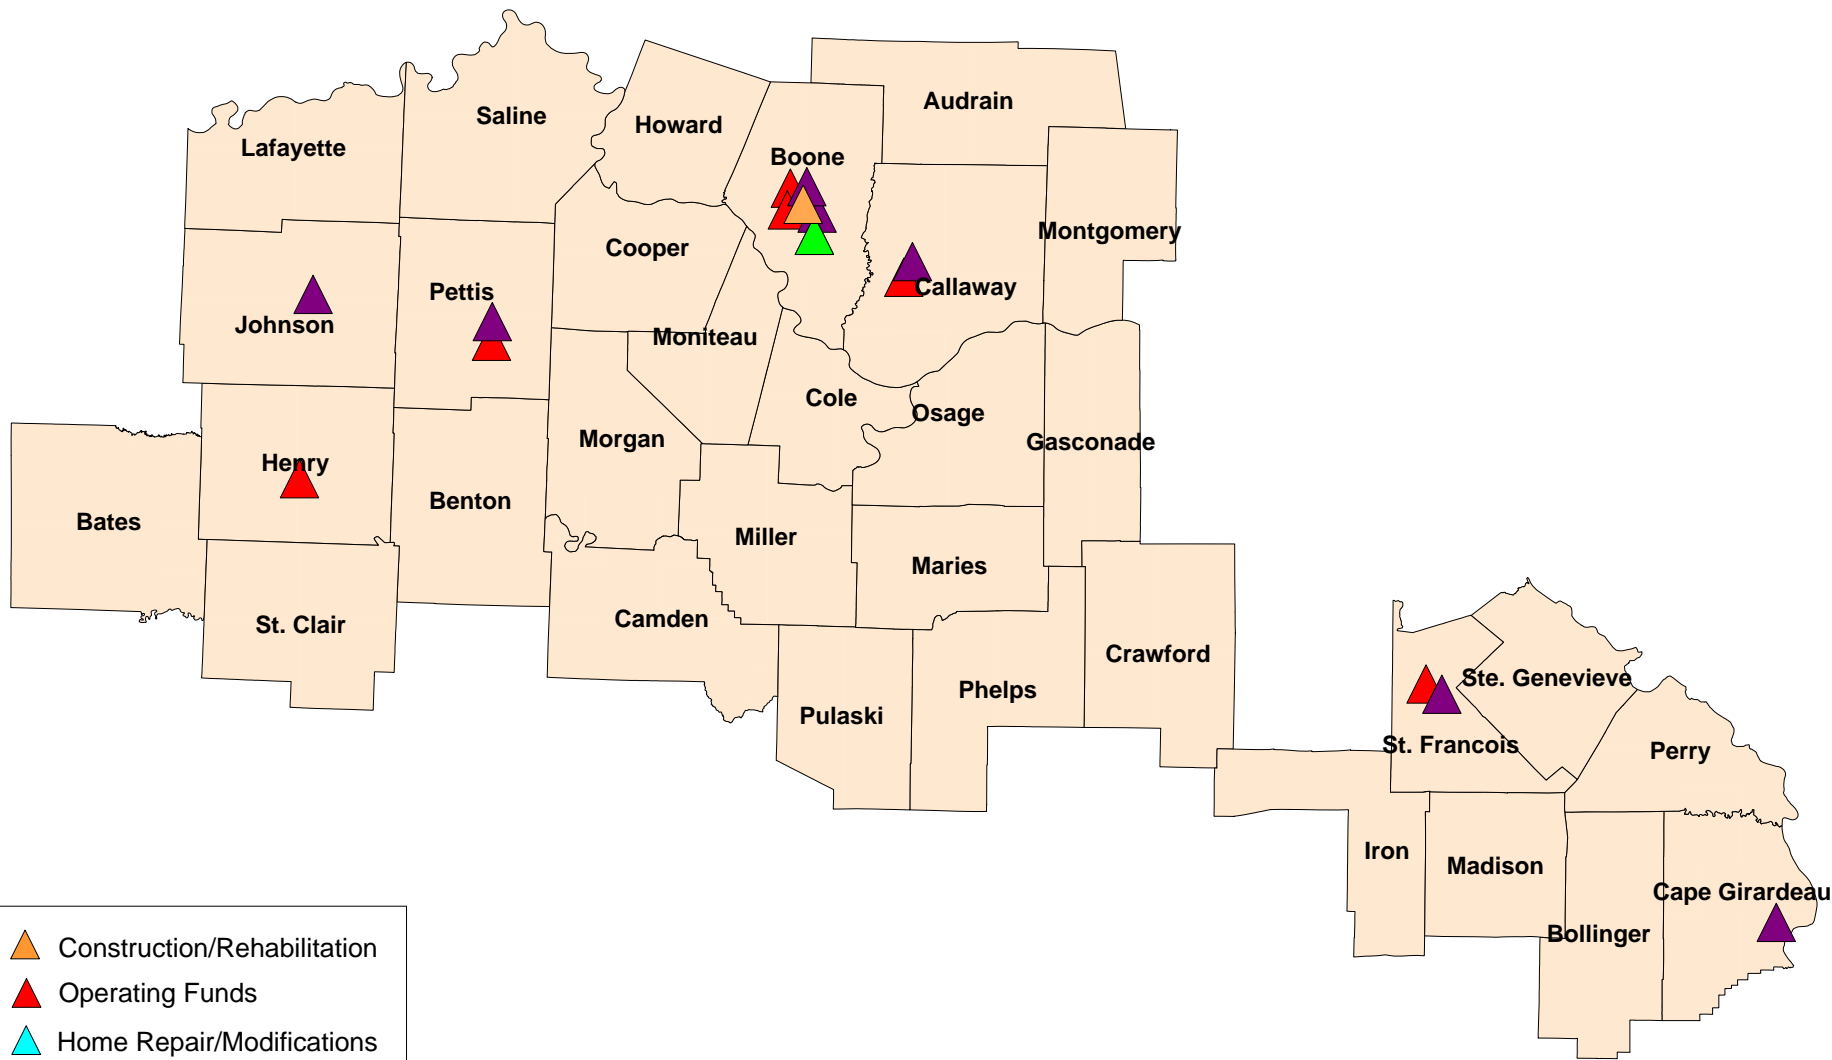 Audrain
Saline
Howard
Lafayette
Boone
Montgomery
Cooper
Callaway
Pettis
Johnson
Moniteau
Cole
Osage
Morgan
Gasconade
Henry
Benton
Bates
Miller
Maries
Camden
St. Clair
Crawford
Ste. Genevieve
Phelps
Pulaski
St. Francois
Perry
Iron
Madison
Cape Girardeau
Bollinger
Construction/Rehabilitation
Operating Funds
Home Repair/Modifications